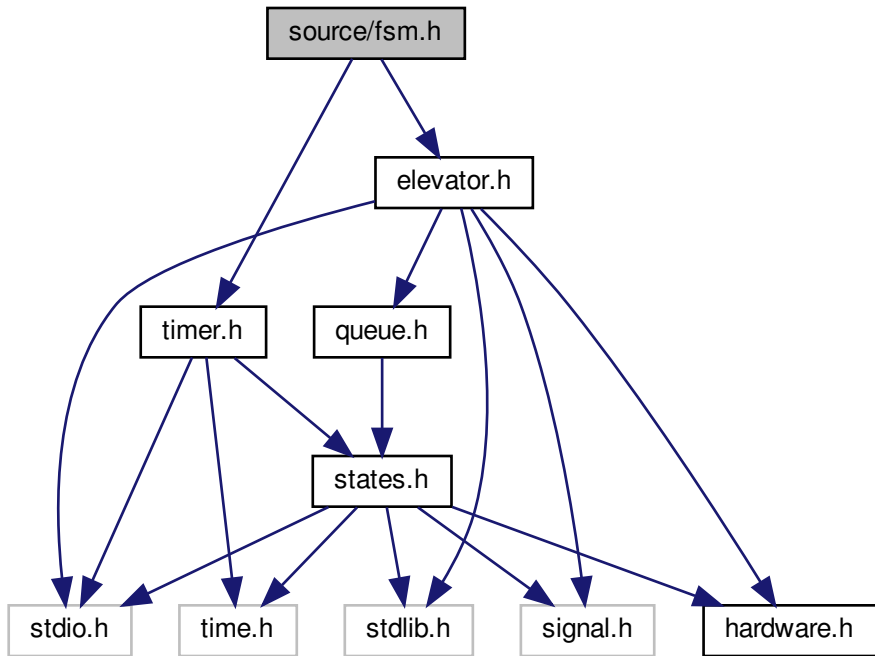 source/fsm.h
elevator.h
timer.h
queue.h
states.h
stdio.h
time.h
stdlib.h
signal.h
hardware.h